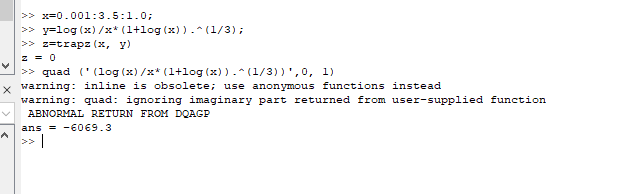 >> x=0.001:3.5:1.0;
>> y=log(x)/x*(1+log(x)).^(1/3);
>> z=trapz(x, y)
z = 0
>> quad ('(log(x)/x*(1+log(x)).^(1/3))',0, 1)
warning: inline is obsolete; use anonymous functions instead
warning: quad: ignoring imaginary part returned from user-supplied function
ABNORMAL RETURN FROM DQAGP
ans = -6069.3
>>